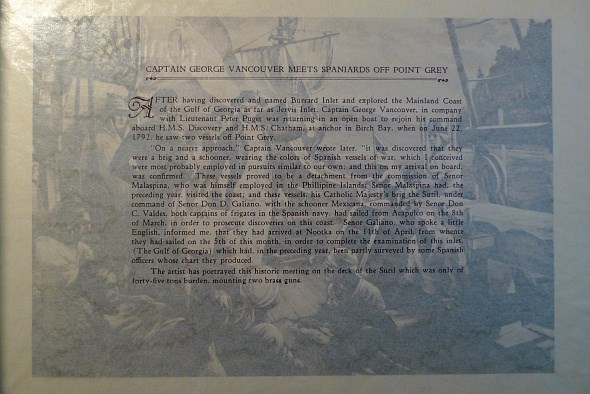 CAPTAIN GEORGE VANCOUVER MEETS SPANIARDS OFF POINT GREY
AFTER having discovered and named Burrard Inlet and explored the Mainland Coast
of the Gulf of Georgia as far as Jervis Inlet, Captain George Vancouver, in company
with Lieutenant Peter Puget was returning in an open boat to rejoin his command
aboard H.M.S. Discovery and H.M.S. Chatham, at anchor in Birch Bay, when on June 22,
1792, he saw two vessels off Point Grey.
"On a nearer approach," Captain Vancouver wrote later, "it was discovered that they
were a brig and a schooner, wearing the colors of Spanish vessels of war, which I conceived
were most probably employed in pursuits similar to our own; and this on my arrival on board,
was confirmed. These vessels proved to be a detachment from the commission of Senor
Malaspina, who was himself employed in the Phillipine Islands; Senor Malaspina had, the
preceding year, visited the coast; and these vessels, his Catholic Majesty's brig the Sutil, under
command of Senor Don D. Galiano, with the schooner Mexicana, commanded by Senor Don
C. Valdes, both captains of frigates in the Spanish navy, had sailed from Acapulco on the 8th
of March, in order to prosecute discoveries on this coast. Senor Galiano, who spoke a little
English, informed me, that they had arrived at Nootka on the 11th of April, from whence
they had sailed on the 5th of this month, in order to complete the examination of this inlet,
(The Gulf of Georgia) which had, in the preceding year, been partly surveyed by some Spanish
officers whose chart they produced.
The artist has portrayed this historic meeting on the deck of the Sutil which was only of
forty-five tons burden, mounting two brass guns.